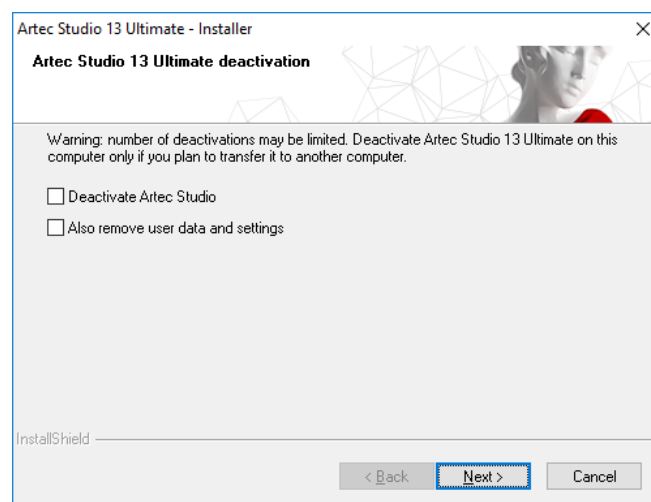 Artec Studio 13 Ultimate - Installer
Artec Studio 13 Ultimate deactivation
Warning: number of deactivations may be limited. Deactivate Artec Studio 13 Ultimate on this
computer only if you plan to transfer it to another computer.
Deactivate Artec Studio
Also remove user data and settings
InstallShield
< Back
Next >
Cancel